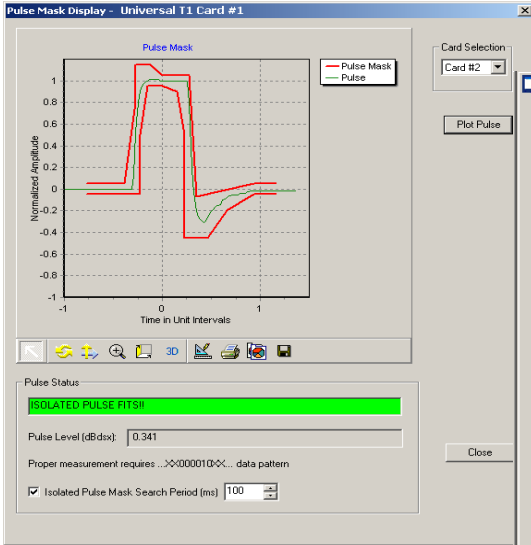 Pulse Mask Display - Universal T1 Card #1
Pulse Mask
Pulse Mask
Pulse
Card Selection
Card #2
Plot Pulse
Normalized Amplitude
1
0.8
0.6
0.4
0.2
0
-0.2
-0.4
-0.6
-0.8
-1
-1
0
1
Time in Unit Intervals
3D
Pulse Status
ISOLATED PULSE FITS!!
Pulse Level (dBdsx):
0.341
Proper measurement requires ...XX000010XX... data pattern
Isolated Pulse Mask Search Period (ms)
100
Close